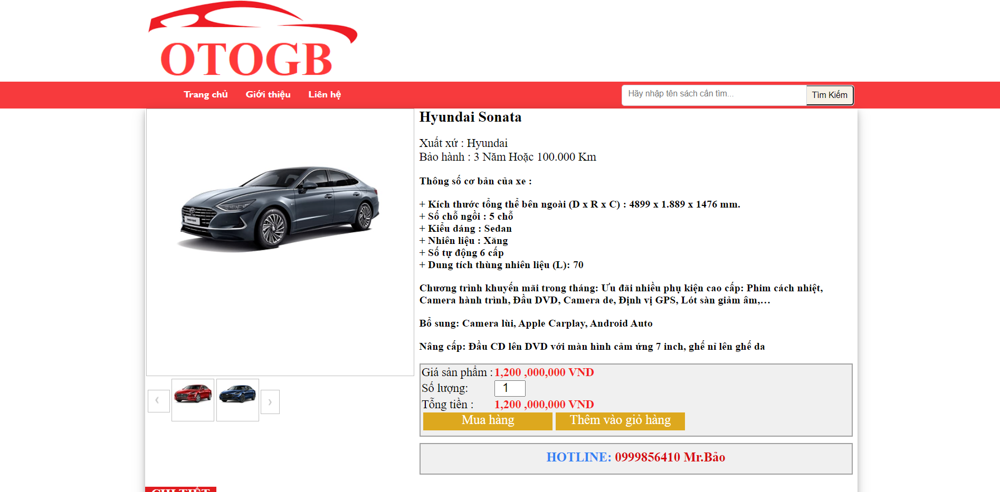 OTOGB
Trang chủ Giới thiệu Liên hệ
Hãy nhập tên sách cần tìm... Tìm Kiếm
Hyundai Sonata
Xuất xứ : Hyundai
Bảo hành : 3 Năm Hoặc 100.000 Km
Thông số cơ bản của xe :
+ Kích thước tổng thể bên ngoài (D x R x C) : 4899 x 1.889 x 1476 mm.
+ Số chỗ ngồi : 5 chỗ
+ Kiểu dáng : Sedan
+ Nhiên liệu : Xăng
+ Số tự động 6 cấp
+ Dung tích thùng nhiên liệu (L): 70
Chương trình khuyến mãi trong tháng: Ưu đãi nhiều phụ kiện cao cấp: Phim cách nhiệt,
Camera hành trình, Đầu DVD, Camera de, Định vị GPS, Lót sàn giảm âm,…
Bổ sung: Camera lùi, Apple Carplay, Android Auto
Nâng cấp: Đầu CD lên DVD với màn hình cảm ứng 7 inch, ghế nỉ lên ghế da
Giá sản phẩm : 1,200 ,000,000 VND
Số lượng: 1
Tổng tiền : 1,200 ,000,000 VND
Mua hàng Thêm vào giỏ hàng
HOTLINE: 0999856410 Mr.Bảo
CHI TIẾT